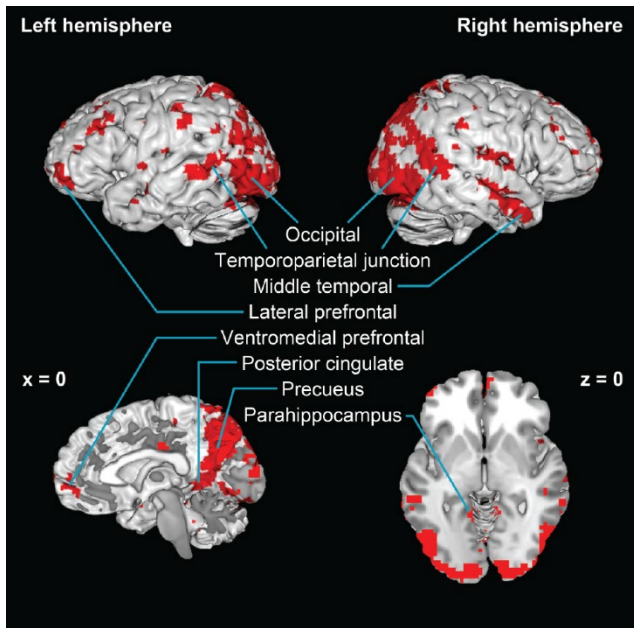 Left hemisphere
Right hemisphere
Occipital
Temporoparietal junction
Middle temporal
Lateral prefrontal
Ventromedial prefrontal
Posterior cingulate
x = 0
z = 0
Precueus
Parahippocampus